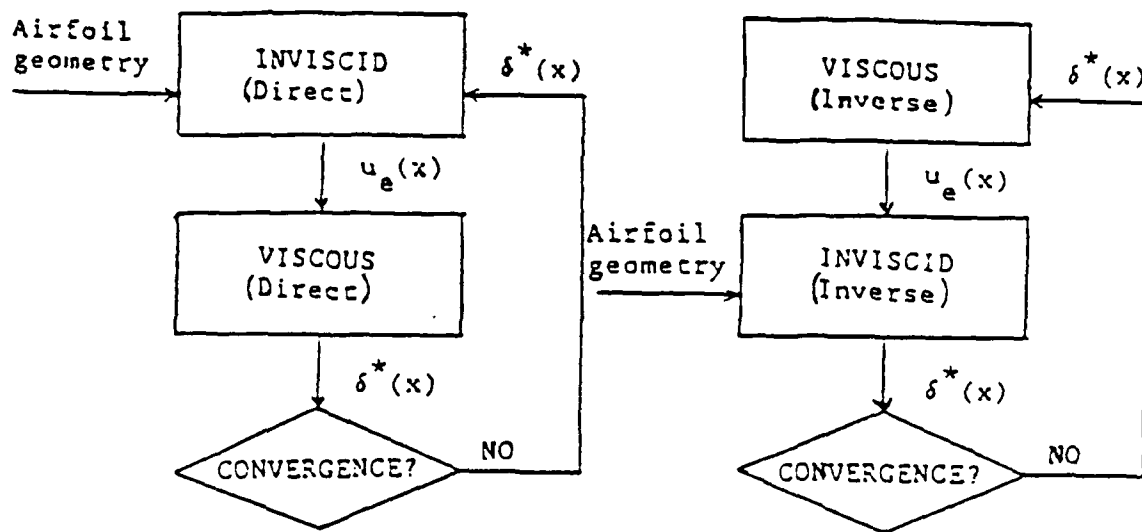 Airfoil
geometry
INVISCID
(Direct)
δ*(x)
u_e(x)
VISCOUS
(Direct)
δ*(x)
CONVERGENCE?
NO
VISCOUS
(Inverse)
δ*(x)
u_e(x)
Airfoil
geometry
INVISCID
(Inverse)
δ*(x)
CONVERGENCE?
NO